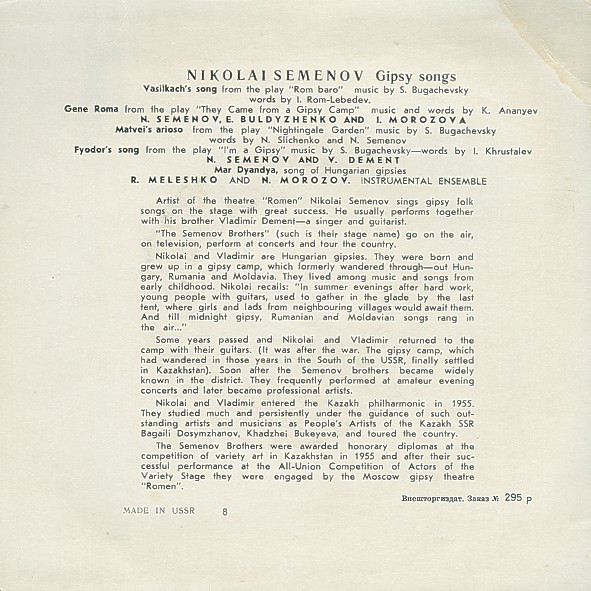 NIKOLAI SEMENOV Gipsy songs
Vasilkach's song from the play "Rom baro" music by S. Bugachevsky
words by I. Rom-Lebedev.
Gene Roma from the play "They Came from a Gipsy Camp" music and words by K. Ananyev
N. SEMENOV, E. BULDYZHENKO AND I. MOROZOVA
Matvei's arioso from the play "Nightingale Garden" music by S. Bugachevsky
words by N. Slichenko and N. Semenov
Fyodor's song from the play "I'm a Gipsy" music by S. Bugachevsky—words by I. Khrustalev
N. SEMENOV AND V. DEMENT
Mar Dyandya, song of Hungarian gipsies
R. MELESHKO AND N. MOROZOV. INSTRUMENTAL ENSEMBLE
Artist of the theatre "Romen" Nikolai Semenov sings gipsy folk
songs on the stage with great success. He usually performs together
with his brother Vladimir Dement—a singer and guitarist.
"The Semenov Brothers" (such is their stage name) go on the air,
on television, perform at concerts and tour the country.
Nikolai and Vladimir are Hungarian gipsies. They were born and
grew up in a gipsy camp, which formerly wandered through—out Hun-
gary, Rumania and Moldavia. They lived among music and songs from
early childhood. Nikolai recalls: "In summer evenings after hard work,
young people with guitars, used to gather in the glade by the last
tent, where girls and lads from neighbouring villages would await them.
And till midnight gipsy, Rumanian and Moldavian songs rang in
the air..."
Some years passed and Nikolai and Vladimir returned to the
camp with their guitars. (It was after the war. The gipsy camp, which
had wandered in those years in the South of the USSR, finally settled
in Kazakhstan). Soon after the Semenov brothers became widely
known in the district. They frequently performed at amateur evening
concerts and later became professional artists.
Nikolai and Vladimir entered the Kazakh philharmonic in 1955.
They studied much and persistently under the guidance of such out-
standing artists and musicians as People's Artists of the Kazakh SSR
Bagaili Dosymzhanov, Khadzhei Bukeyeva, and toured the country.
The Semenov Brothers were awarded honorary diplomas at the
competition of variety art in Kazakhstan in 1955 and after their suc-
cessful performance at the All-Union Competition of Actors of the
Variety Stage they were engaged by the Moscow gipsy theatre
"Romen".
Внешторгиздат. Заказ № 295 р
MADE IN USSR 8